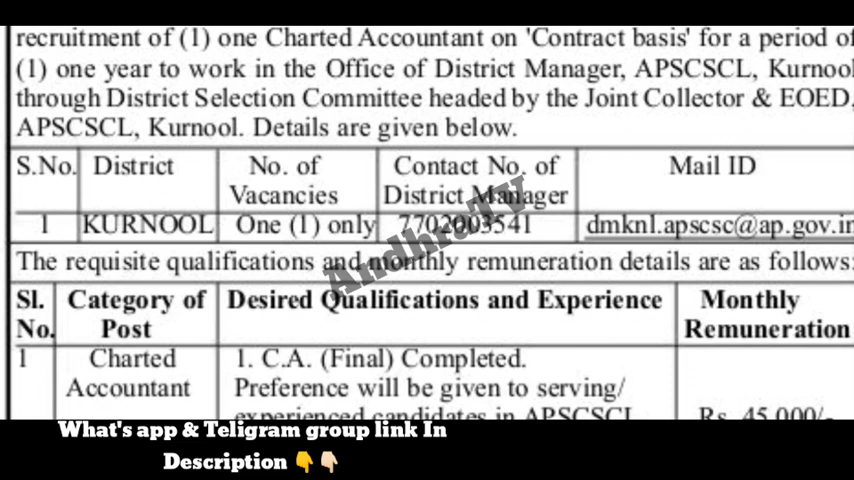 recruitment of (1) one Charted Accountant on 'Contract basis' for a period of
(1) one year to work in the Office of District Manager, APSCSCL, Kurnool
through District Selection Committee headed by the Joint Collector & EOED,
APSCSCL, Kurnool. Details are given below.
S.No. District No. of Vacancies Contact No. of District Manager Mail ID
1 KURNOOL One (1) only 7702003541 dmknl.apscsc@ap.gov.in
The requisite qualifications and monthly remuneration details are as follows:
Sl. No. Category of Post Desired Qualifications and Experience Monthly Remuneration
1 Charted Accountant 1. C.A. (Final) Completed.
Preference will be given to serving/
experienced candidates in APSCSCL Rs. 45,000/-
Andhra7y
What's app & Teligram group link In
Description 👇👇🏻